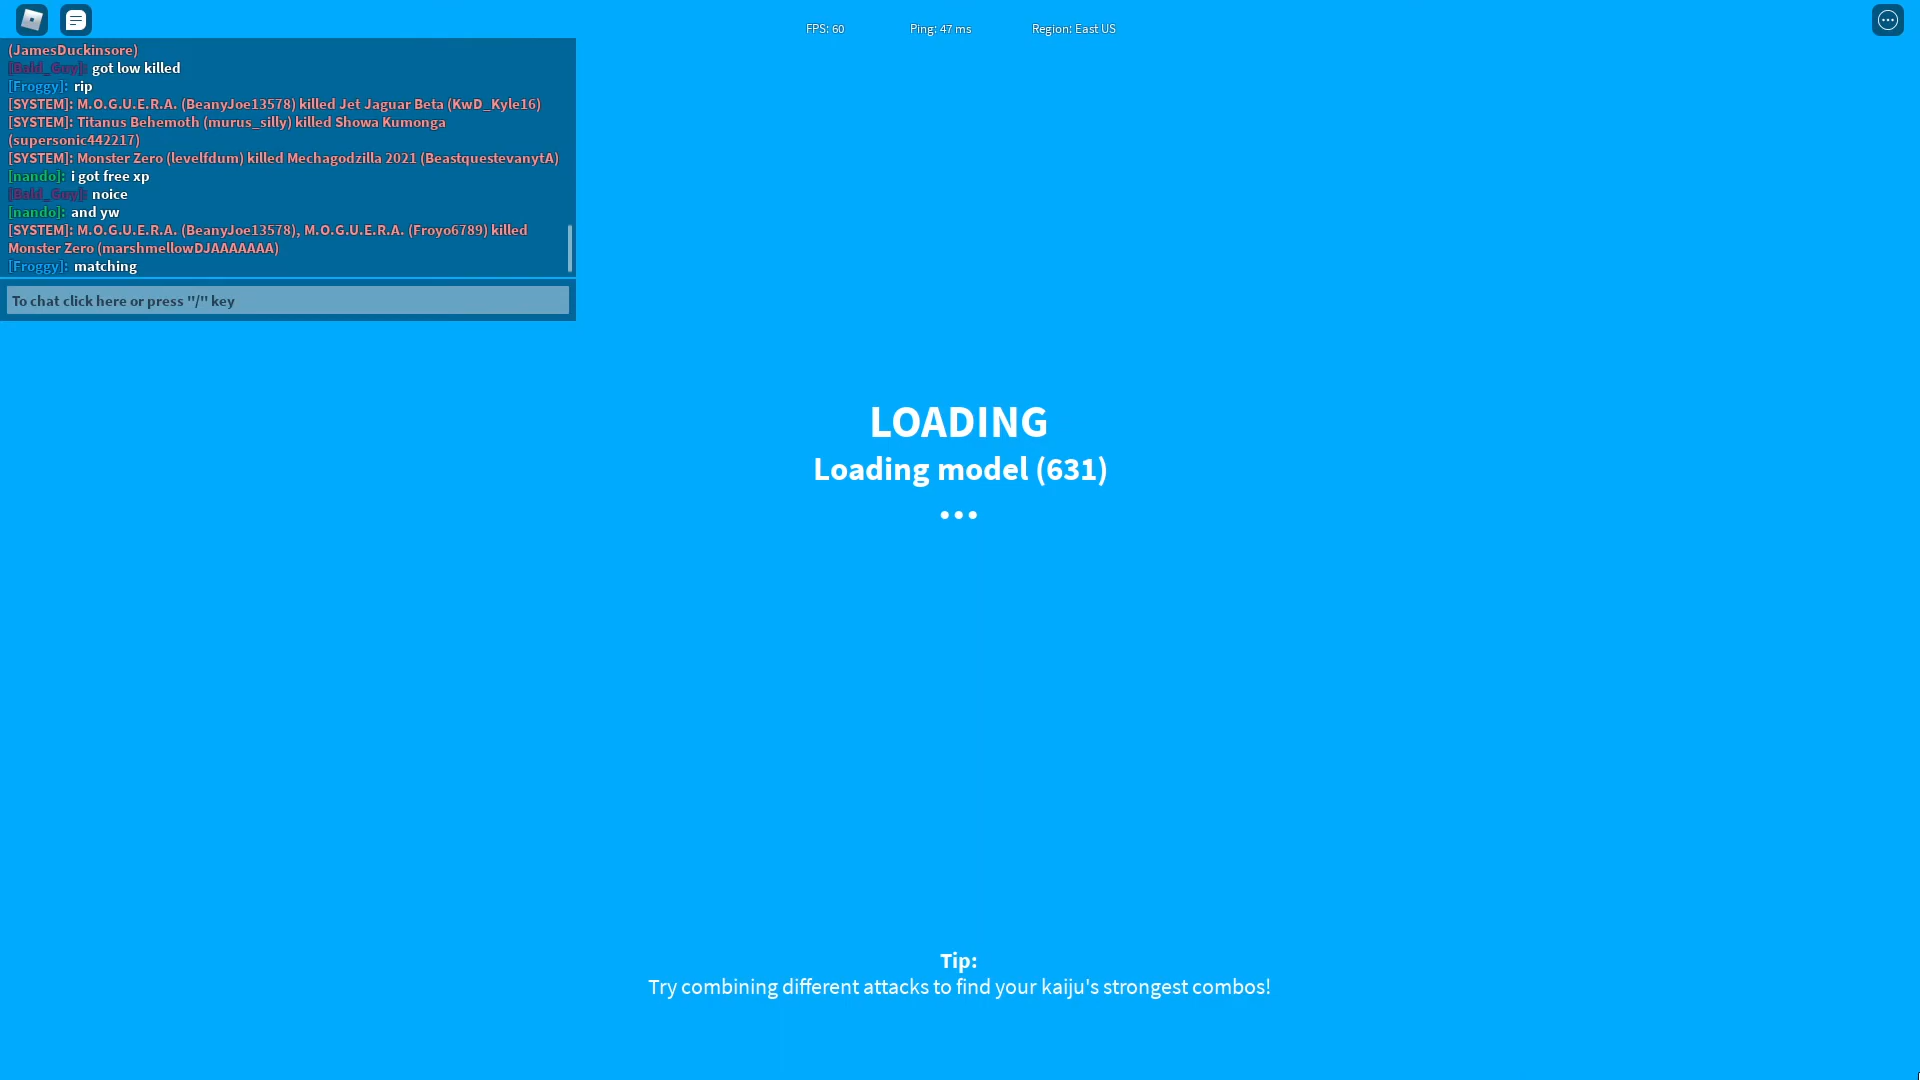 FPS: 60 Ping: 47 ms Region: East US
(JamesDuckinsore)
[Bald_Guy]: got low killed
[Froggy]: rip
[SYSTEM]: M.O.G.U.E.R.A. (BeanyJoe13578) killed Jet Jaguar Beta (KwD_Kyle16)
[SYSTEM]: Titanus Behemoth (murus_silly) killed Showa Kumonga
(supersonic442217)
[SYSTEM]: Monster Zero (levelfdum) killed Mechagodzilla 2021 (BeastquestevanytA)
[nando]: i got free xp
[Bald_Guy]: noice
[nando]: and yw
[SYSTEM]: M.O.G.U.E.R.A. (BeanyJoe13578), M.O.G.U.E.R.A. (Froyo6789) killed
Monster Zero (marshmellowDJAAAAAAA)
[Froggy]: matching
To chat click here or press "/" key
LOADING
Loading model (631)
...
Tip:
Try combining different attacks to find your kaiju's strongest combos!